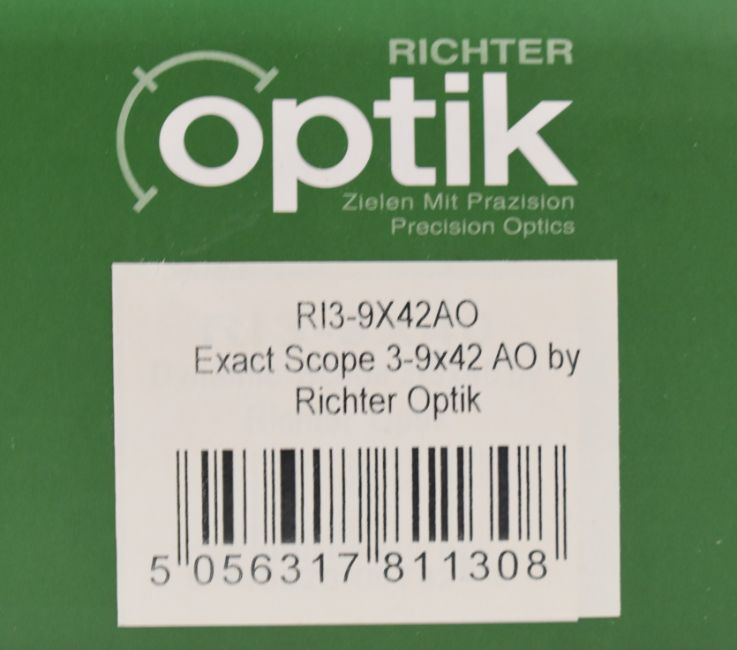 RICHTER
optik
Zielen Mit Prazision
Precision Optics
RI3-9X42AO
Exact Scope 3-9x42 AO by
Richter Optik
5 056317 811308